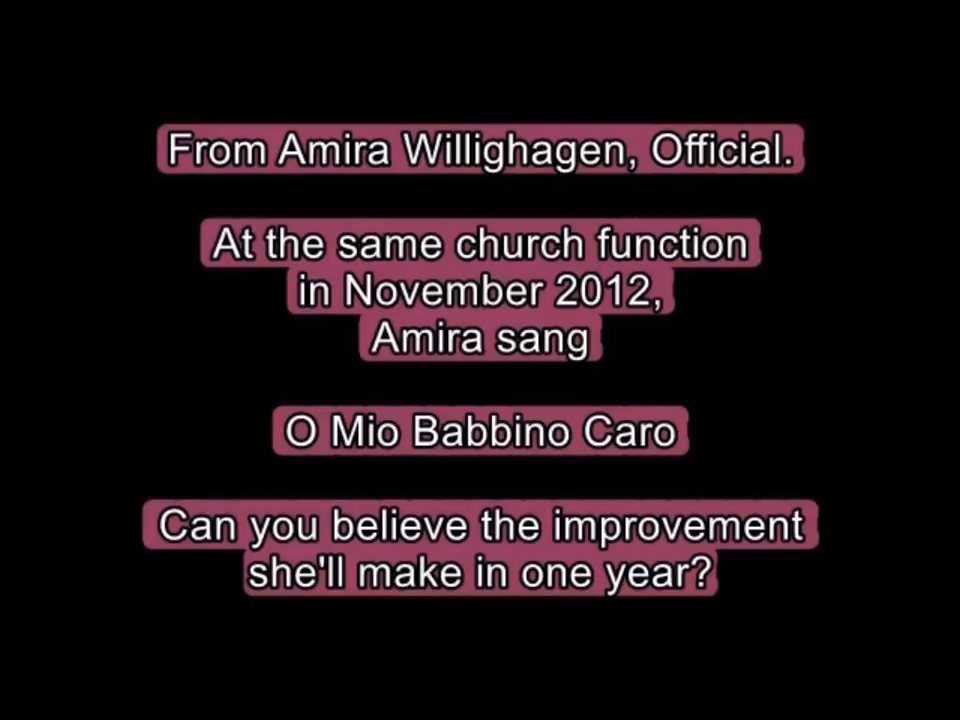 From Amira Willighagen, Official.
At the same church function
in November 2012,
Amira sang
O Mio Babbino Caro
Can you believe the improvement
she'll make in one year?